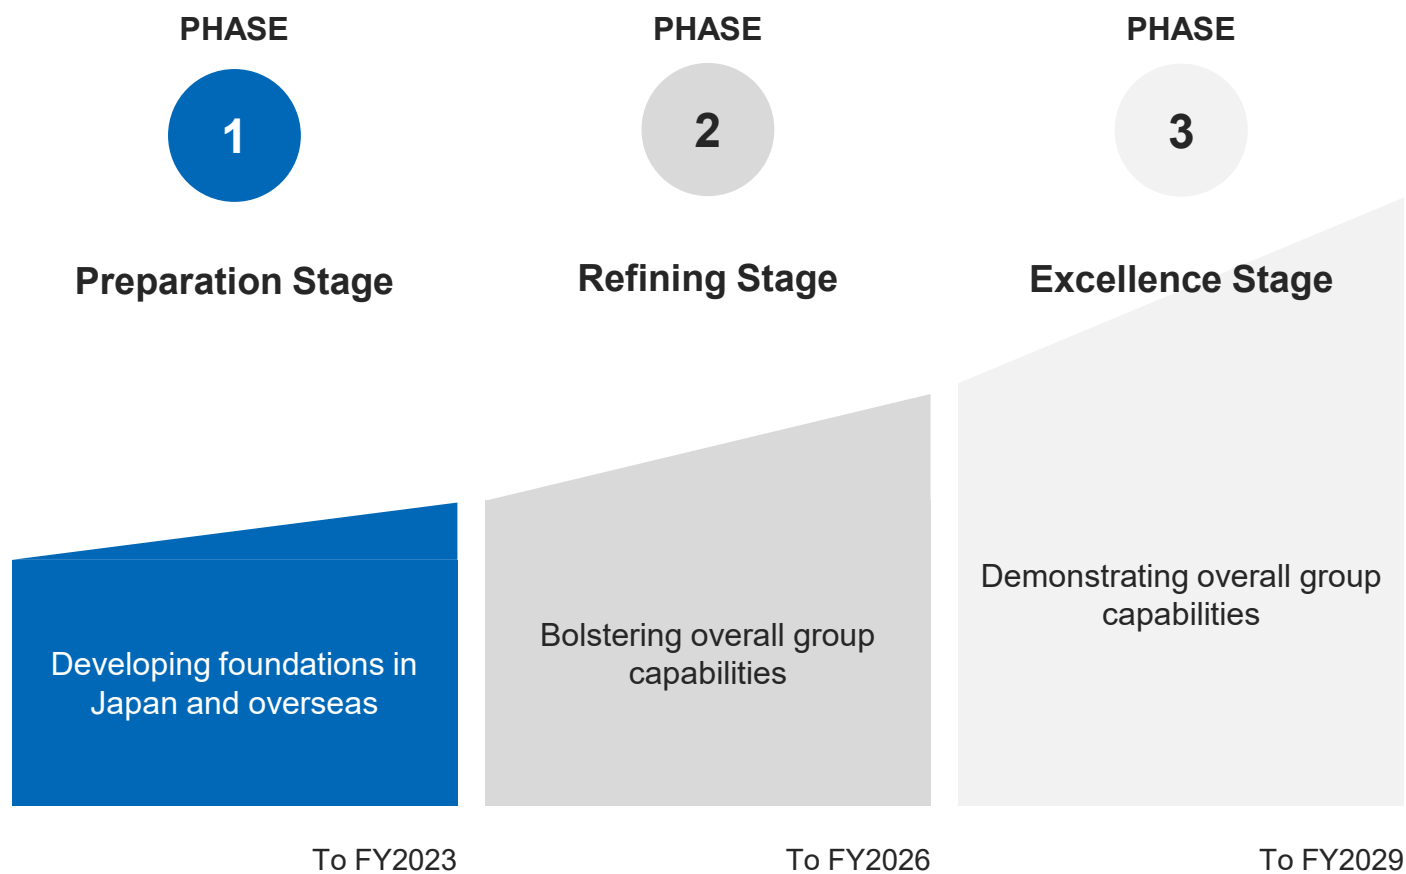 PHASE
1
Preparation Stage
Developing foundations in
Japan and overseas
To FY2023
PHASE
2
Refining Stage
Bolstering overall group
capabilities
To FY2026
PHASE
3
Excellence Stage
Demonstrating overall group
capabilities
To FY2029